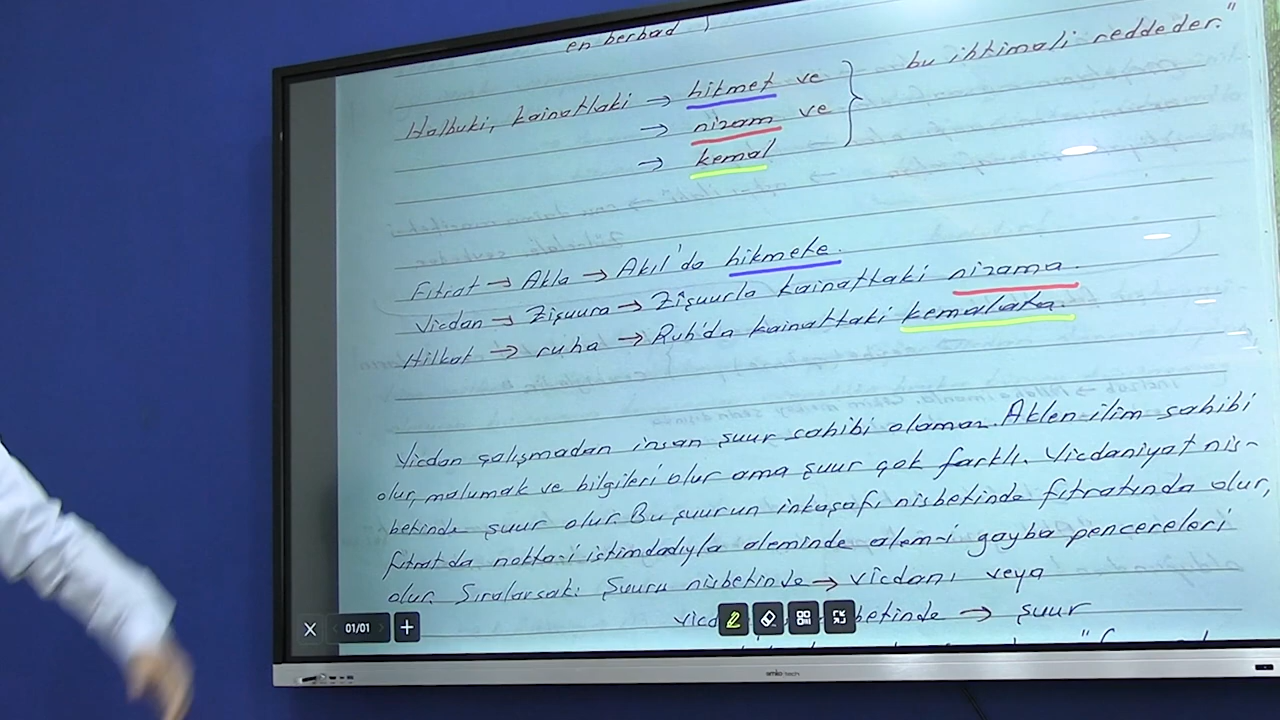 en berbad
Halbuki, kainattaki → hikmet ve
→ nizam ve
→ kemal
bu ihtimali reddeder."
Fıtrat → Akla → Akıl'da hikmete.
Vicdan → Zişuura → Zişuurla kainattaki nizama.
Hilkat → ruha → Ruh'da kainattaki kemalata.
Vicdan çalışmadan insan şuur sahibi olamaz. Aklen ilim sahibi
olur, malumak ve bilgileri olur ama şuur çok farklı. Vicdaniyat nis-
betinde şuur olur. Bu şuurun inkişafı nisbetinde fıtratında olur,
fıtratda nokta-i istimdadıyla aleminde alem-i gayba pencereleri
olur. Sıralarsak: Şuuru nisbetinde → vicdanı veya
vicd betinde → şuur
01/01